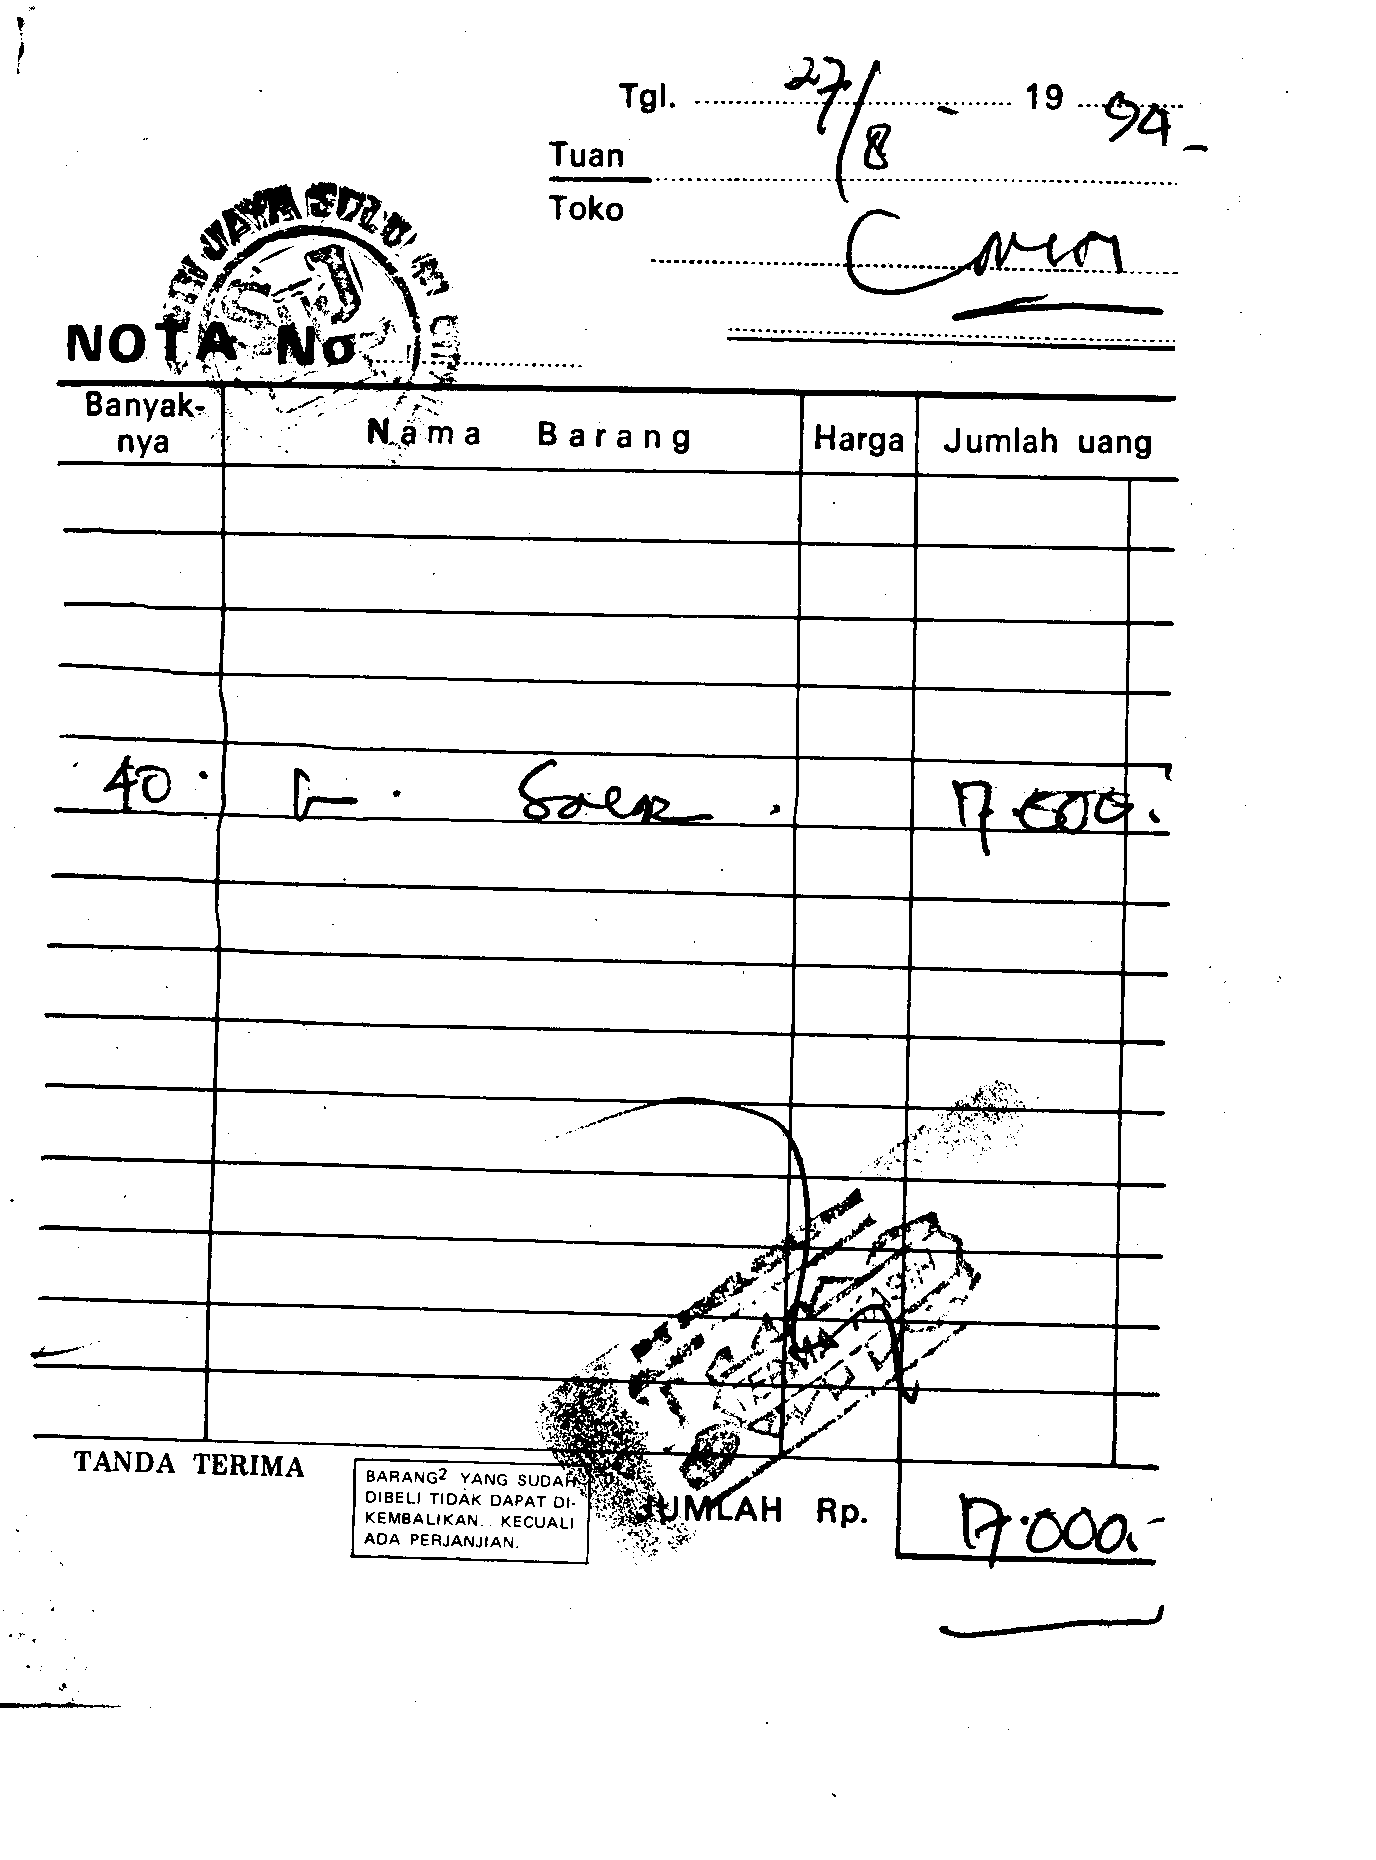 Tgl. 27/8 - 19 94 -
Tuan
Toko
NOTA No
Banyak-nya Nama Barang Harga Jumlah uang
40 L . Solar . 17.000.-
TANDA TERIMA
BARANG2 YANG SUDAH
DIBELI TIDAK DAPAT DI-
KEMBALIKAN. KECUALI
ADA PERJANJIAN.
JUMLAH Rp. 17.000.-